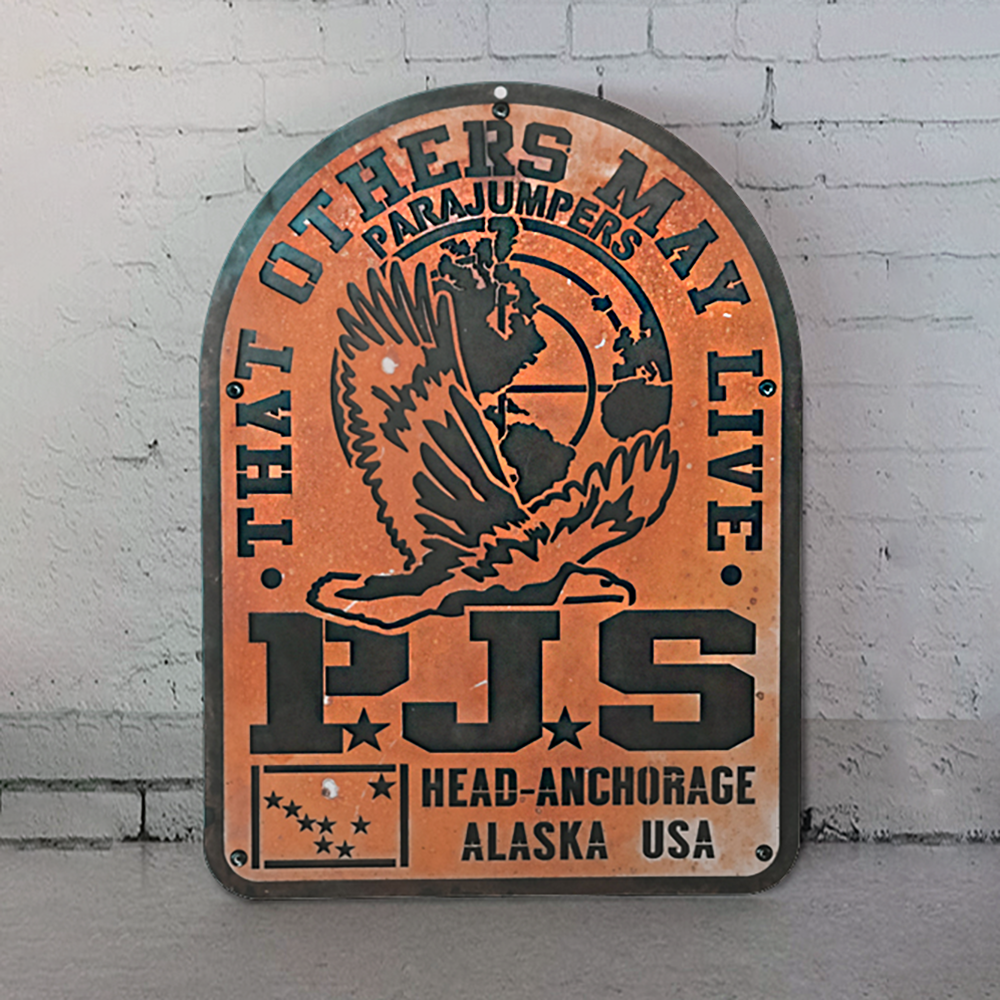 THAT OTHERS MAY LIVE
PARAJUMPERS
P.J.S
HEAD-ANCHORAGE
ALASKA USA